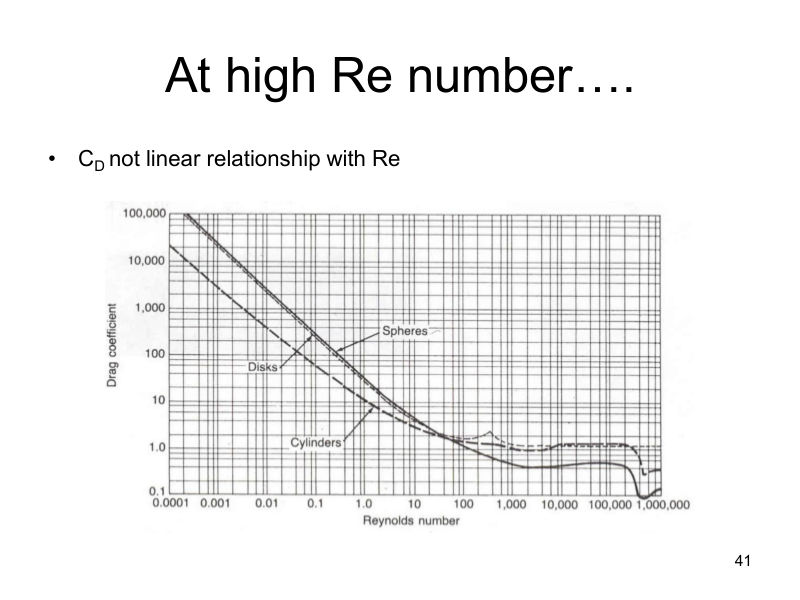 At high Re number….
• CD not linear relationship with Re
100,000
10,000
1,000
100
10
1.0
0.1
Drag coefficient
Spheres
Disks
Cylinders
0.0001 0.001 0.01 0.1 1.0 10 100 1,000 10,000 100,000 1,000,000
Reynolds number
41